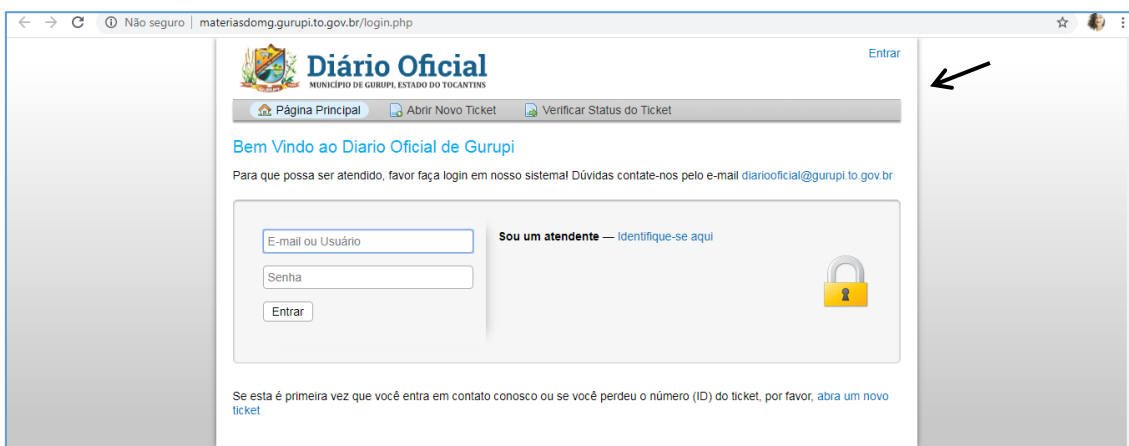 Não seguro | materiasdomg.gurupi.to.gov.br/login.php
Entrar
Diário Oficial
MUNICÍPIO DE GURUPI, ESTADO DO TOCANTINS
Página Principal Abrir Novo Ticket Verificar Status do Ticket
Bem Vindo ao Diario Oficial de Gurupi
Para que possa ser atendido, favor faça login em nosso sistema! Dúvidas contate-nos pelo e-mail diariooficial@gurupi.to.gov.br
E-mail ou Usuário
Sou um atendente — Identifique-se aqui
Senha
Entrar
Se esta é primeira vez que você entra em contato conosco ou se você perdeu o número (ID) do ticket, por favor, abra um novo
ticket